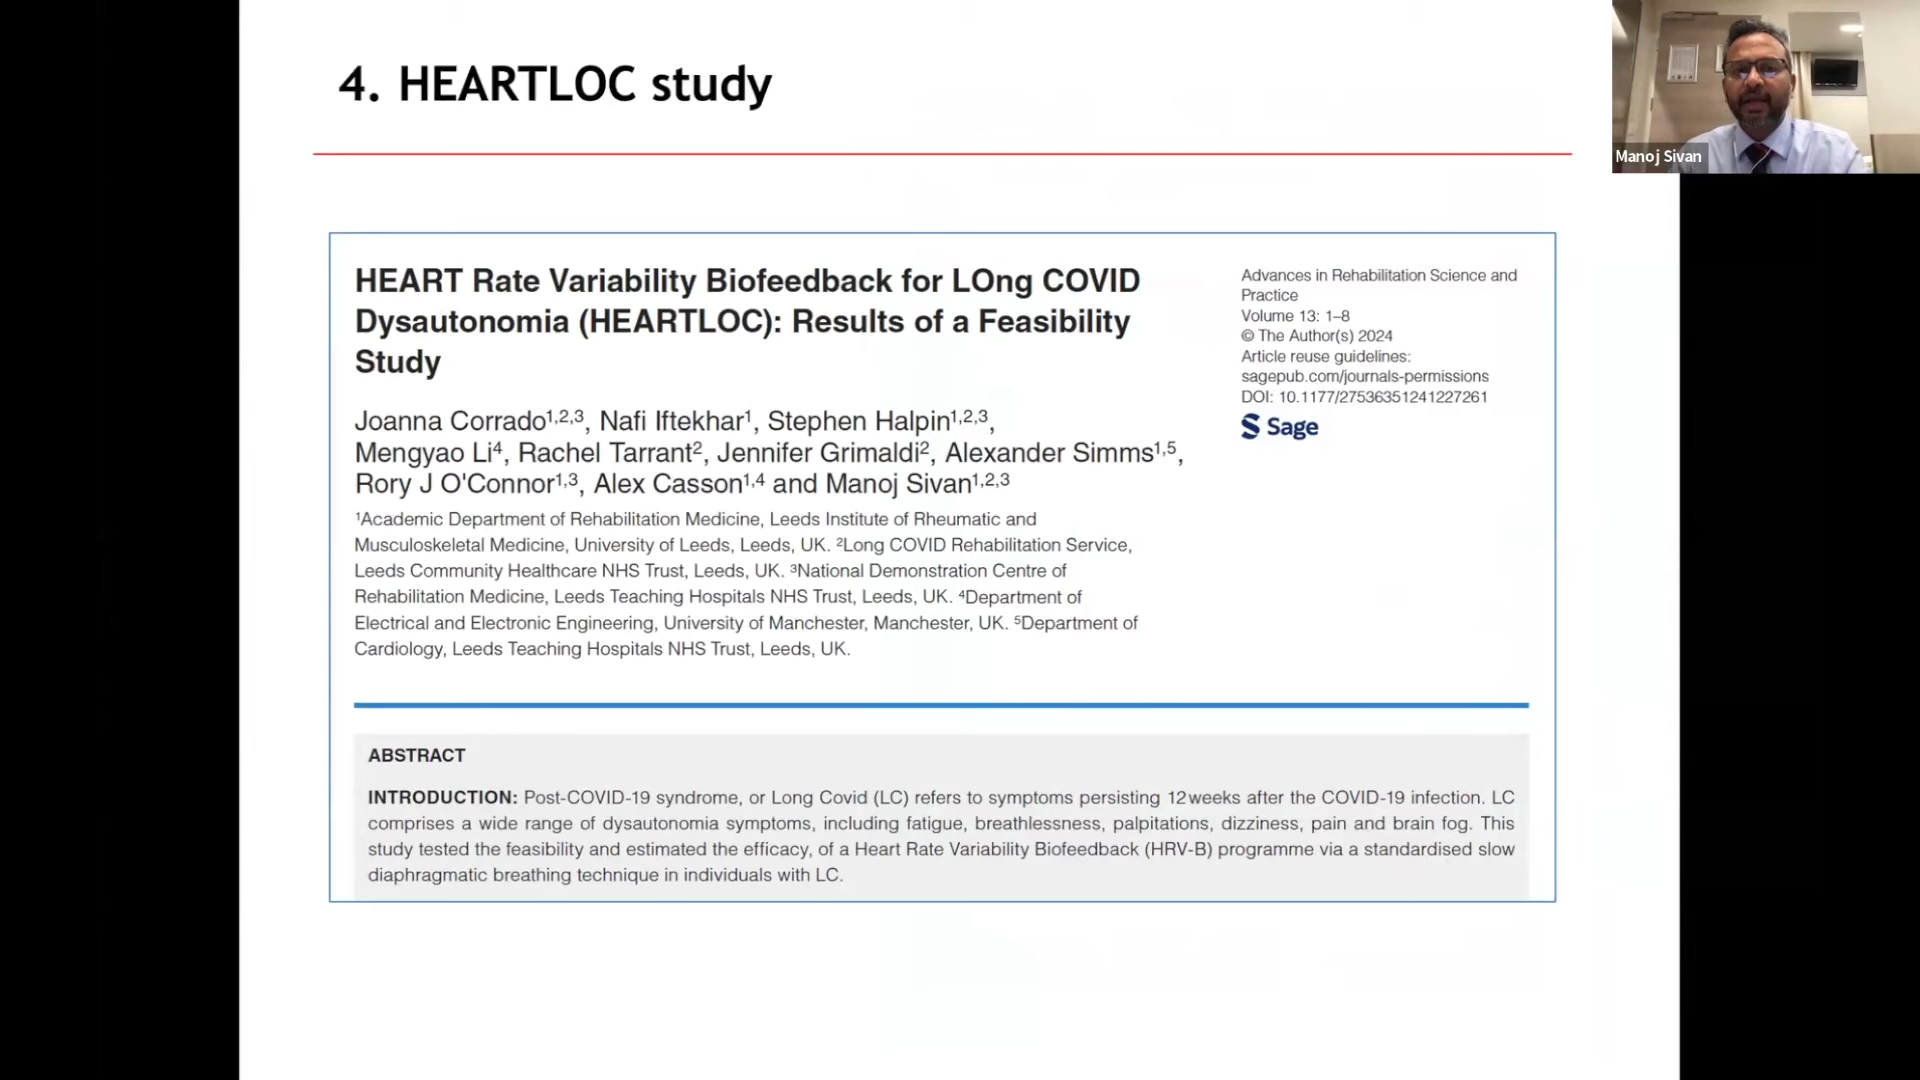 4. HEARTLOC study
Manoj Sivan
HEART Rate Variability Biofeedback for LOng COVID
Dysautonomia (HEARTLOC): Results of a Feasibility
Study
Advances in Rehabilitation Science and
Practice
Volume 13: 1–8
© The Author(s) 2024
Article reuse guidelines:
sagepub.com/journals-permissions
DOI: 10.1177/27536351241227261
Sage
Joanna Corrado1,2,3, Nafi Iftekhar1, Stephen Halpin1,2,3,
Mengyao Li4, Rachel Tarrant2, Jennifer Grimaldi2, Alexander Simms1,5,
Rory J O'Connor1,3, Alex Casson1,4 and Manoj Sivan1,2,3
1Academic Department of Rehabilitation Medicine, Leeds Institute of Rheumatic and
Musculoskeletal Medicine, University of Leeds, Leeds, UK. 2Long COVID Rehabilitation Service,
Leeds Community Healthcare NHS Trust, Leeds, UK. 3National Demonstration Centre of
Rehabilitation Medicine, Leeds Teaching Hospitals NHS Trust, Leeds, UK. 4Department of
Electrical and Electronic Engineering, University of Manchester, Manchester, UK. 5Department of
Cardiology, Leeds Teaching Hospitals NHS Trust, Leeds, UK.
ABSTRACT
INTRODUCTION: Post-COVID-19 syndrome, or Long Covid (LC) refers to symptoms persisting 12 weeks after the COVID-19 infection. LC
comprises a wide range of dysautonomia symptoms, including fatigue, breathlessness, palpitations, dizziness, pain and brain fog. This
study tested the feasibility and estimated the efficacy, of a Heart Rate Variability Biofeedback (HRV-B) programme via a standardised slow
diaphragmatic breathing technique in individuals with LC.